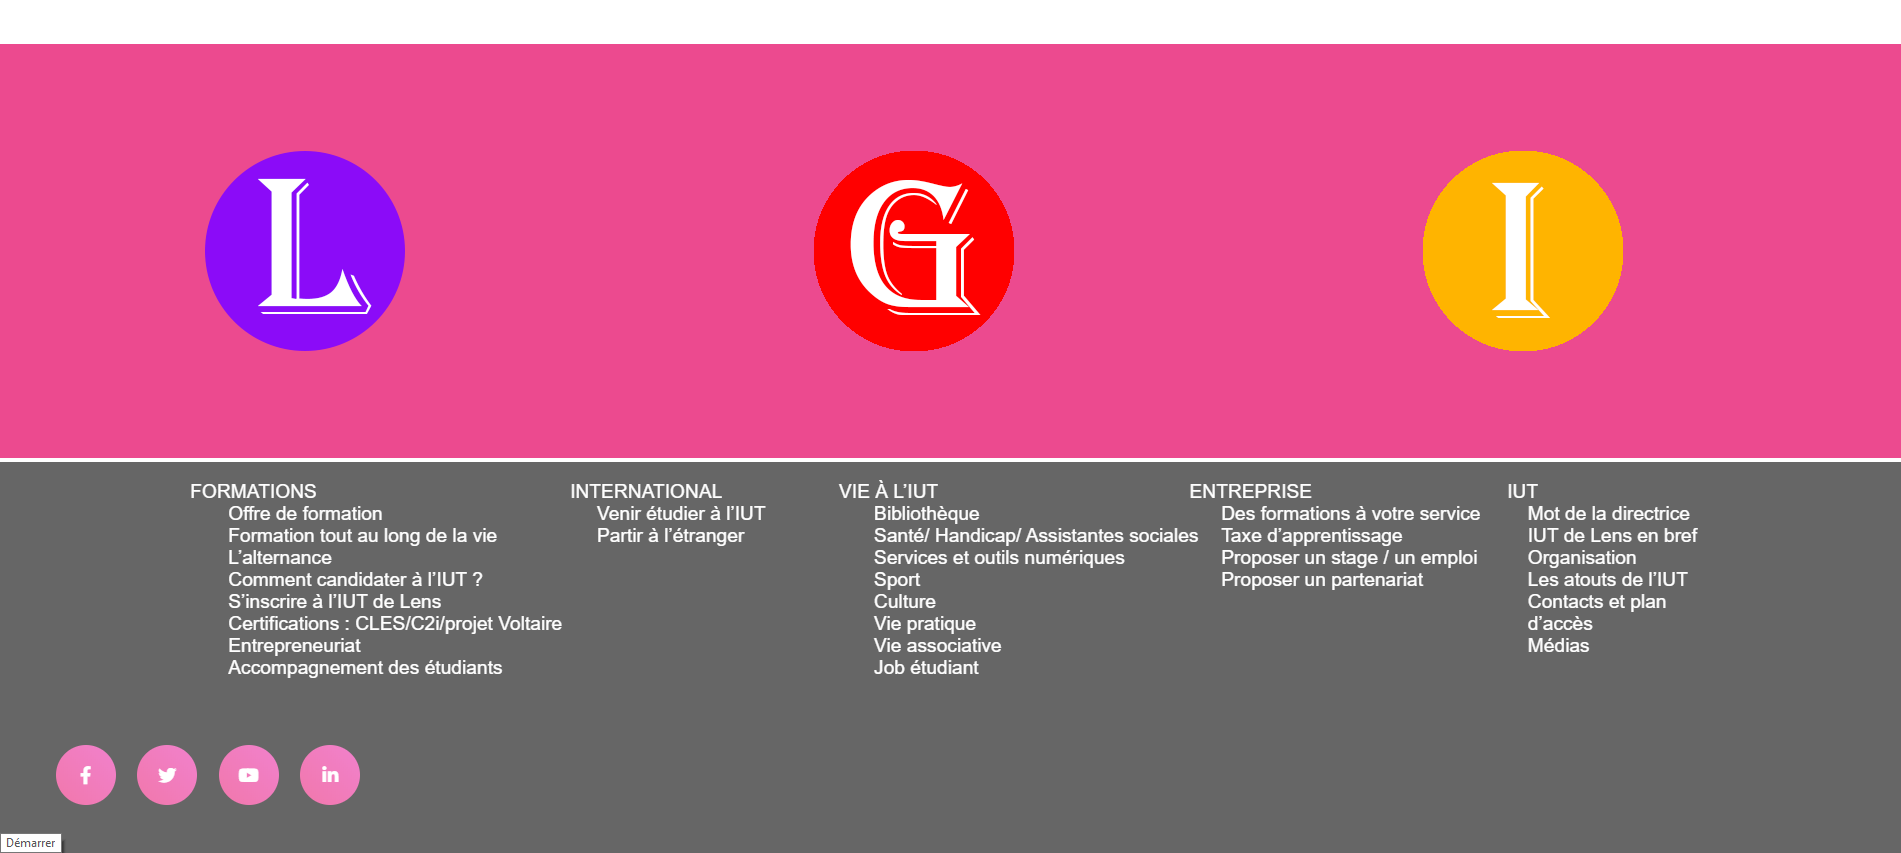 L
G
I
FORMATIONS
Offre de formation
Formation tout au long de la vie
L’alternance
Comment candidater à l’IUT ?
S’inscrire à l’IUT de Lens
Certifications : CLES/C2i/projet Voltaire
Entrepreneuriat
Accompagnement des étudiants
INTERNATIONAL
Venir étudier à l’IUT
Partir à l’étranger
VIE À L’IUT
Bibliothèque
Santé/ Handicap/ Assistantes sociales
Services et outils numériques
Sport
Culture
Vie pratique
Vie associative
Job étudiant
ENTREPRISE
Des formations à votre service
Taxe d’apprentissage
Proposer un stage / un emploi
Proposer un partenariat
IUT
Mot de la directrice
IUT de Lens en bref
Organisation
Les atouts de l’IUT
Contacts et plan
d’accès
Médias
Démarrer